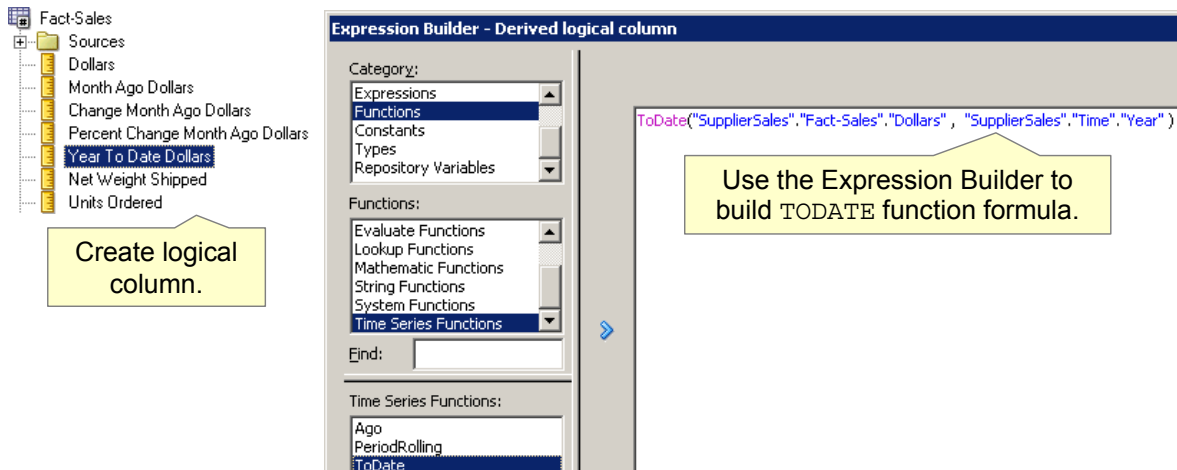 Fact-Sales
Sources
Dollars
Month Ago Dollars
Change Month Ago Dollars
Percent Change Month Ago Dollars
Year To Date Dollars
Net Weight Shipped
Units Ordered
Create logical
column.
Expression Builder - Derived logical column
Category:
Expressions
Functions
Constants
Types
Repository Variables
Functions:
Evaluate Functions
Lookup Functions
Mathematic Functions
String Functions
System Functions
Time Series Functions
Find:
Time Series Functions:
Ago
PeriodRolling
ToDate
ToDate("SupplierSales"."Fact-Sales"."Dollars" , "SupplierSales"."Time"."Year" )
Use the Expression Builder to
build TODATE function formula.